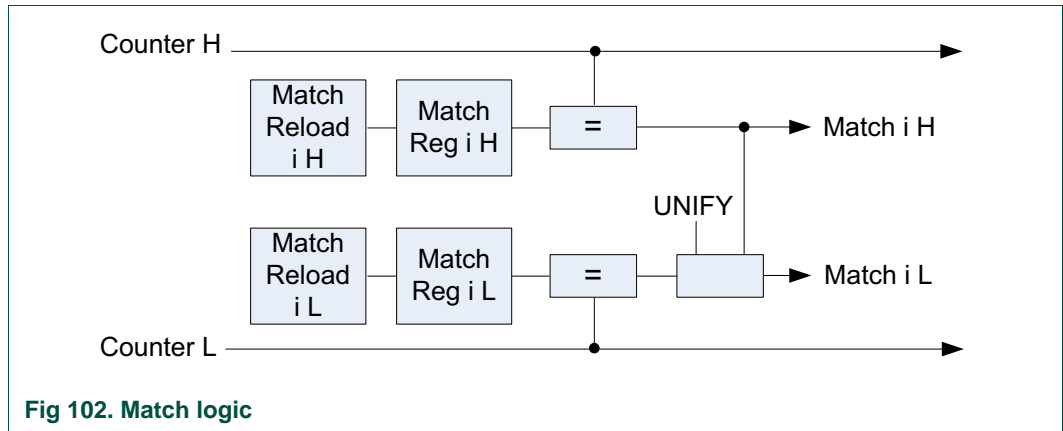 Counter H
Match
Reload
i H
Match
Reg i H
=
Match i H
UNIFY
Match
Reload
i L
Match
Reg i L
=
Match i L
Counter L
Fig 102. Match logic